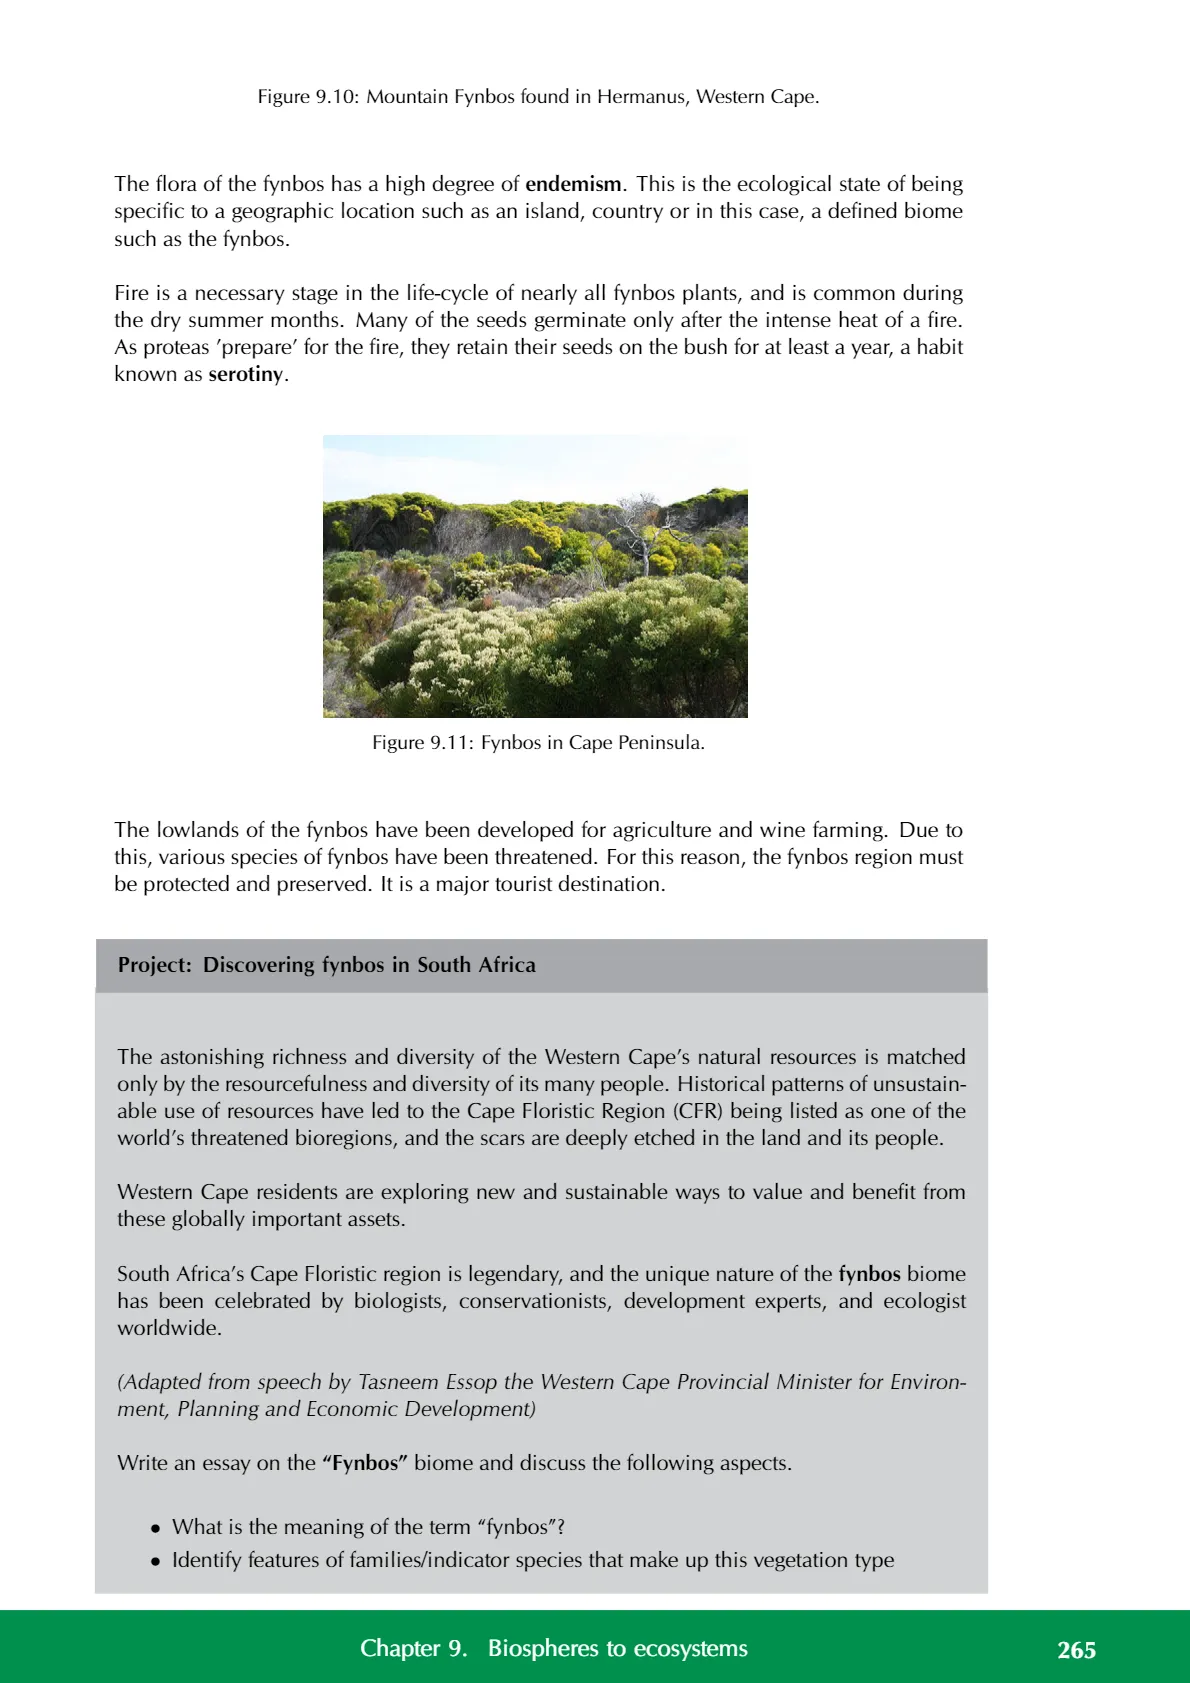 Figure 9.10: Mountain Fynbos found in Hermanus, Western Cape.
The flora of the fynbos has a high degree of endemism. This is the ecological state of being
specific to a geographic location such as an island, country or in this case, a defined biome
such as the fynbos.
Fire is a necessary stage in the life-cycle of nearly all fynbos plants, and is common during
the dry summer months. Many of the seeds germinate only after the intense heat of a fire.
As proteas ’prepare’ for the fire, they retain their seeds on the bush for at least a year, a habit
known as serotiny.
Figure 9.11: Fynbos in Cape Peninsula.
The lowlands of the fynbos have been developed for agriculture and wine farming. Due to
this, various species of fynbos have been threatened. For this reason, the fynbos region must
be protected and preserved. It is a major tourist destination.
Project: Discovering fynbos in South Africa
The astonishing richness and diversity of the Western Cape’s natural resources is matched
only by the resourcefulness and diversity of its many people. Historical patterns of unsustain-
able use of resources have led to the Cape Floristic Region (CFR) being listed as one of the
world’s threatened bioregions, and the scars are deeply etched in the land and its people.
Western Cape residents are exploring new and sustainable ways to value and benefit from
these globally important assets.
South Africa’s Cape Floristic region is legendary, and the unique nature of the fynbos biome
has been celebrated by biologists, conservationists, development experts, and ecologist
worldwide.
(Adapted from speech by Tasneem Essop the Western Cape Provincial Minister for Environ-
ment, Planning and Economic Development)
Write an essay on the “Fynbos” biome and discuss the following aspects.
• What is the meaning of the term “fynbos”?
• Identify features of families/indicator species that make up this vegetation type
Chapter 9. Biospheres to ecosystems 265